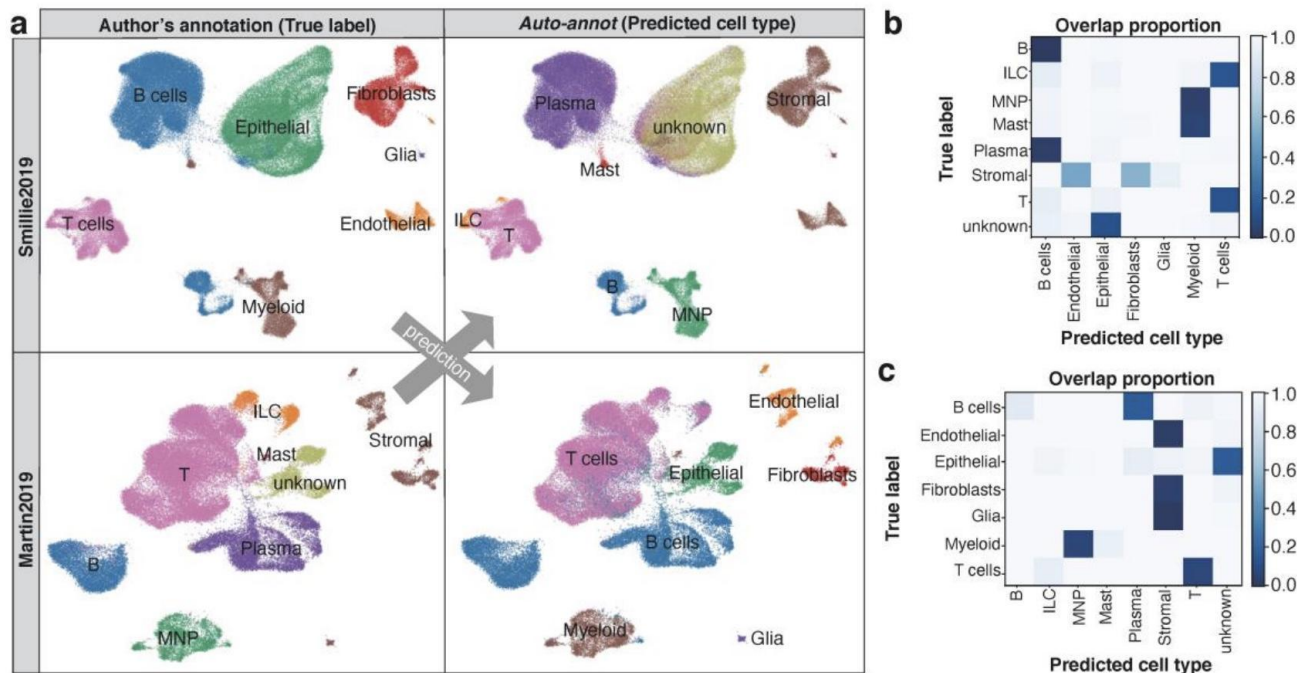 a
Author's annotation (True label)
Auto-annot (Predicted cell type)
Smillie2019
B cells
Epithelial
Fibroblasts
Glia
T cells
Endothelial
Myeloid
Plasma
unknown
Stromal
Mast
ILC
T
B
MNP
prediction
Martin2019
ILC
Mast
T
unknown
Stromal
Plasma
B
MNP
Endothelial
T cells
Epithelial
Fibroblasts
B cells
Myeloid
Glia
b
Overlap proportion
True label
B
ILC
MNP
Mast
Plasma
Stromal
T
unknown
B cells
Endothelial
Epithelial
Fibroblasts
Glia
Myeloid
T cells
Predicted cell type
1.0
0.8
0.6
0.4
0.2
0.0
c
Overlap proportion
True label
B cells
Endothelial
Epithelial
Fibroblasts
Glia
Myeloid
T cells
B
ILC
MNP
Mast
Plasma
Stromal
T
unknown
Predicted cell type
1.0
0.8
0.6
0.4
0.2
0.0